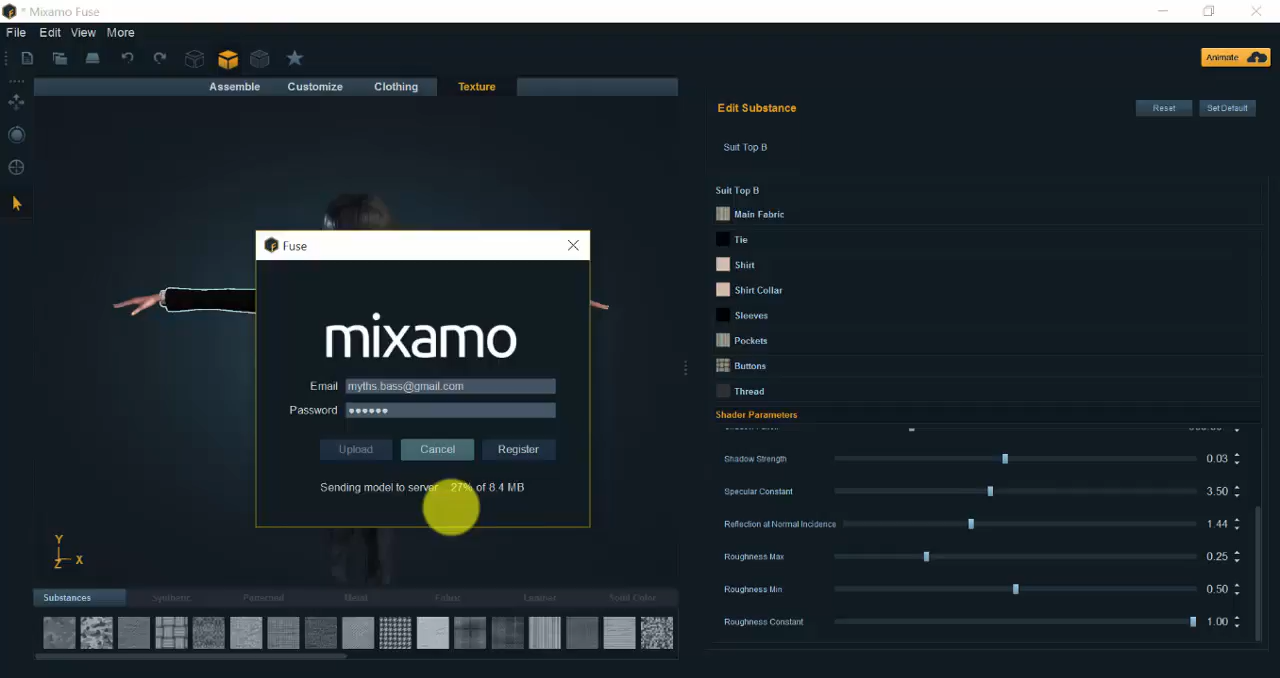 * Mixamo Fuse
File Edit View More
Animate
Assemble Customize Clothing Texture
Edit Substance
Reset Set Default
Suit Top B
Suit Top B
Main Fabric
Tie
Shirt
Shirt Collar
Sleeves
Pockets
Buttons
Thread
Shader Parameters
Shadow Strength 0.03
Specular Constant 3.50
Reflection at Normal Incidence 1.44
Roughness Max 0.25
Roughness Min 0.50
Roughness Constant 1.00
Fuse
mixamo
Email myths.bass@gmail.com
Password ●●●●●●
Upload Cancel Register
Sending model to server 27% of 8.4 MB
Y
Z X
Substances Synthetic Patterned Metal Fabric Leather Solid Color